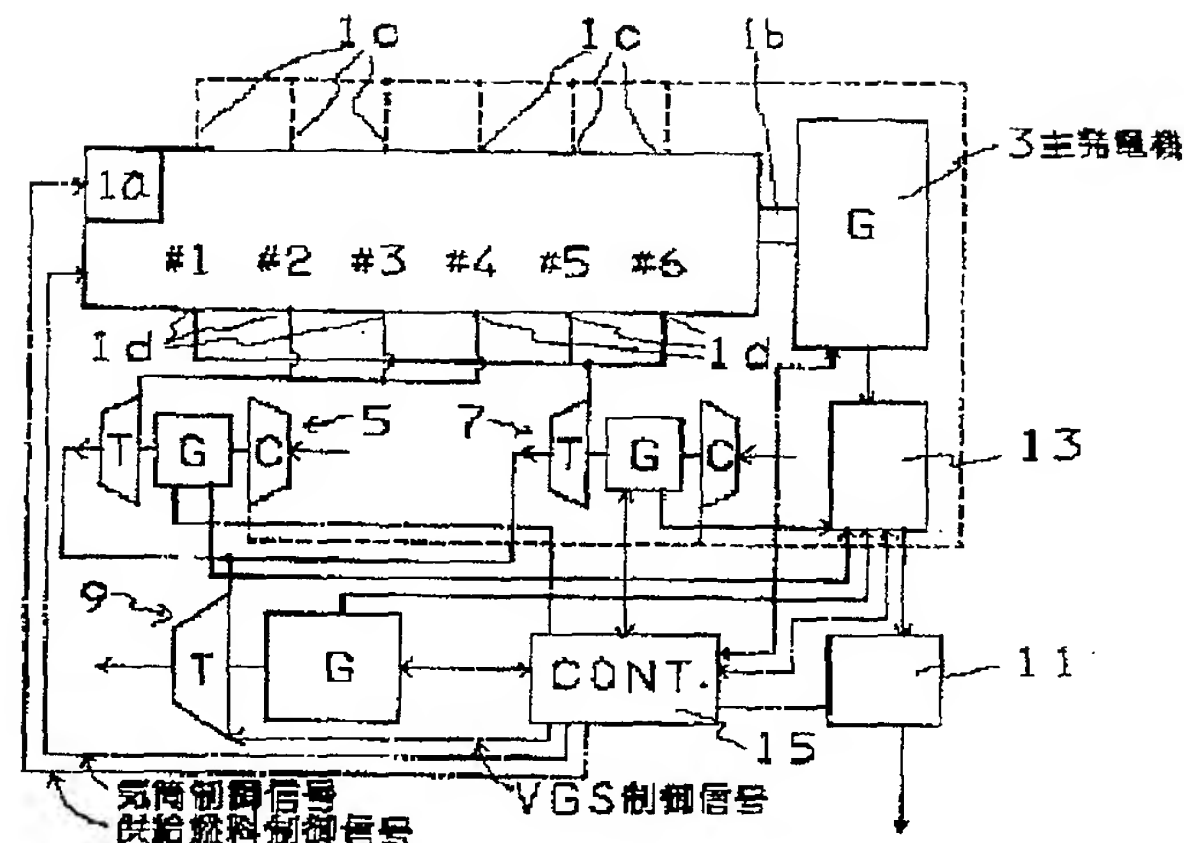 1c 1c 1b
3主発電機
1a
G
#1 #2 #3 #4 #5 #6
1d 1d
5 7
T G C T G C
13
9
T G CONT.
11
15
気筒制御信号
VGS制御信号
供給燃料制御信号